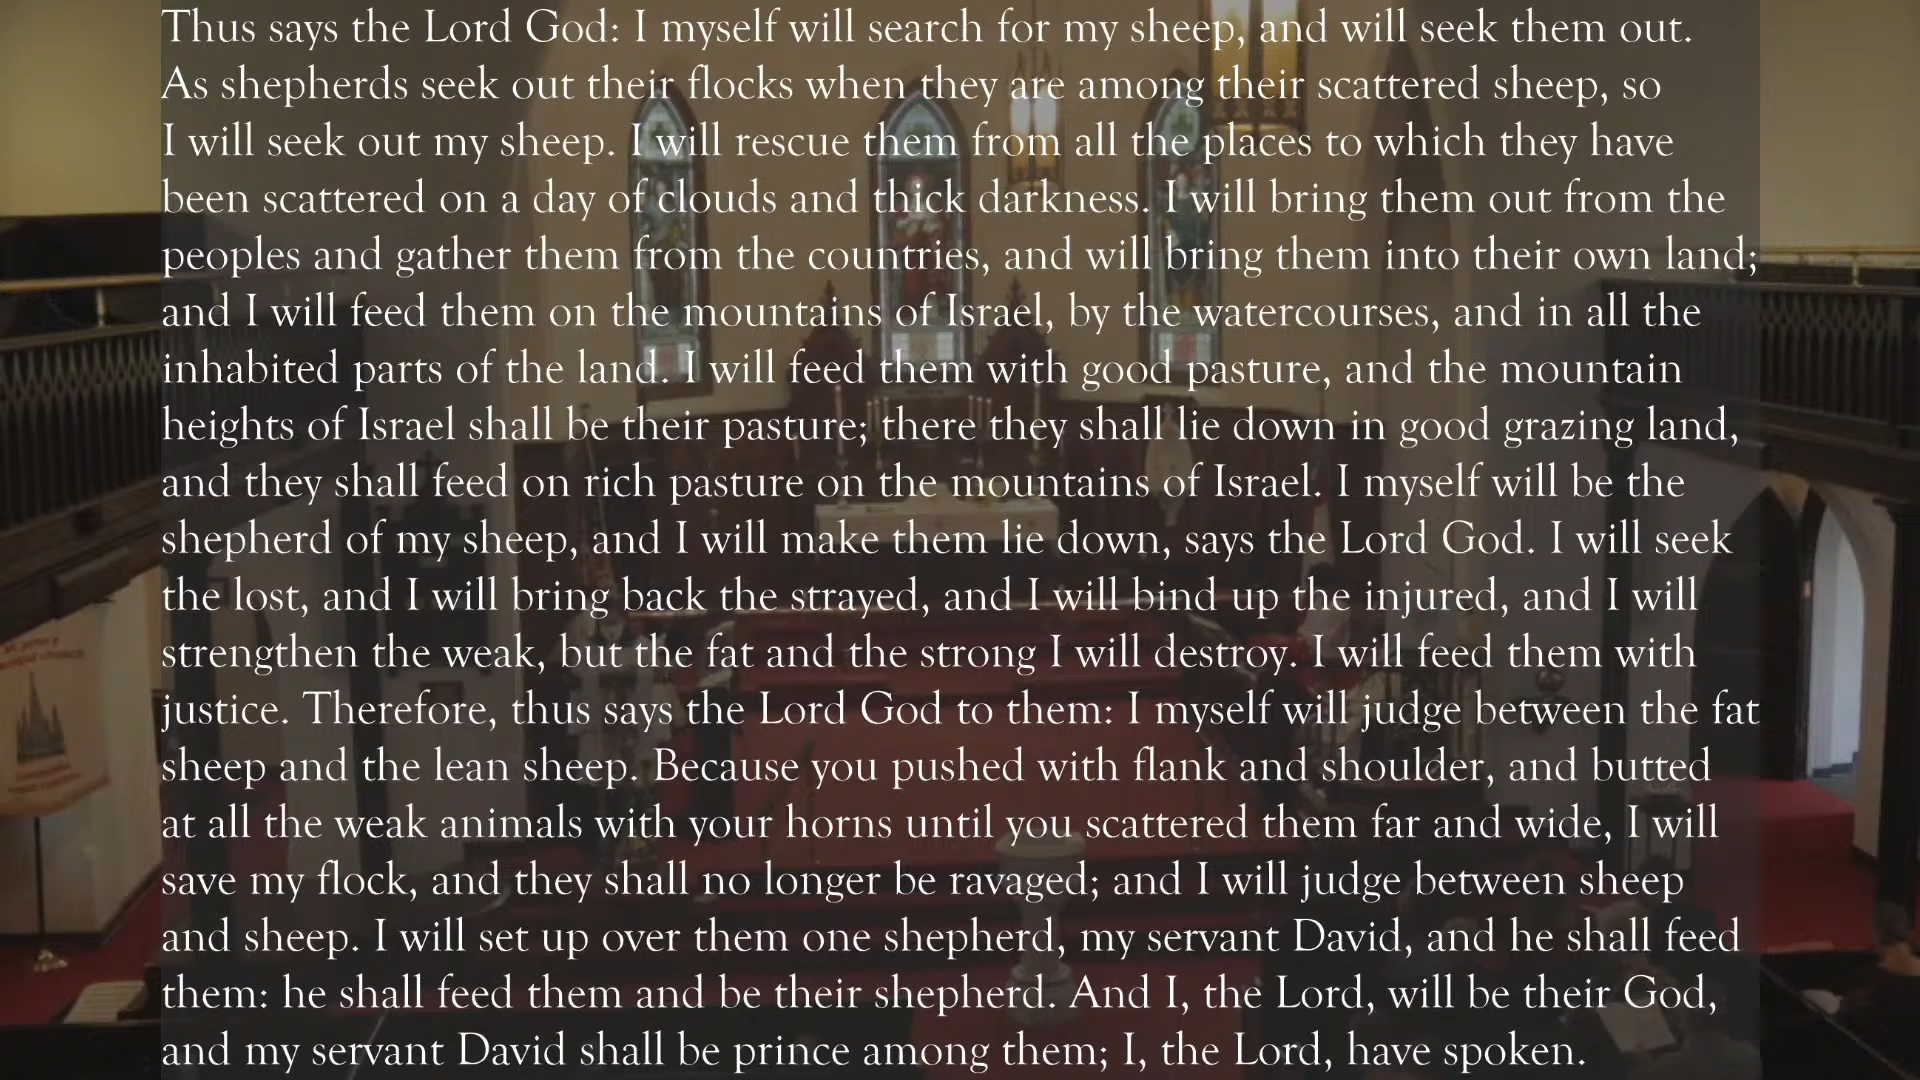 Thus says the Lord God: I myself will search for my sheep, and will seek them out.
As shepherds seek out their flocks when they are among their scattered sheep, so
I will seek out my sheep. I will rescue them from all the places to which they have
been scattered on a day of clouds and thick darkness. I will bring them out from the
peoples and gather them from the countries, and will bring them into their own land;
and I will feed them on the mountains of Israel, by the watercourses, and in all the
inhabited parts of the land. I will feed them with good pasture, and the mountain
heights of Israel shall be their pasture; there they shall lie down in good grazing land,
and they shall feed on rich pasture on the mountains of Israel. I myself will be the
shepherd of my sheep, and I will make them lie down, says the Lord God. I will seek
the lost, and I will bring back the strayed, and I will bind up the injured, and I will
strengthen the weak, but the fat and the strong I will destroy. I will feed them with
justice. Therefore, thus says the Lord God to them: I myself will judge between the fat
sheep and the lean sheep. Because you pushed with flank and shoulder, and butted
at all the weak animals with your horns until you scattered them far and wide, I will
save my flock, and they shall no longer be ravaged; and I will judge between sheep
and sheep. I will set up over them one shepherd, my servant David, and he shall feed
them: he shall feed them and be their shepherd. And I, the Lord, will be their God,
and my servant David shall be prince among them; I, the Lord, have spoken.